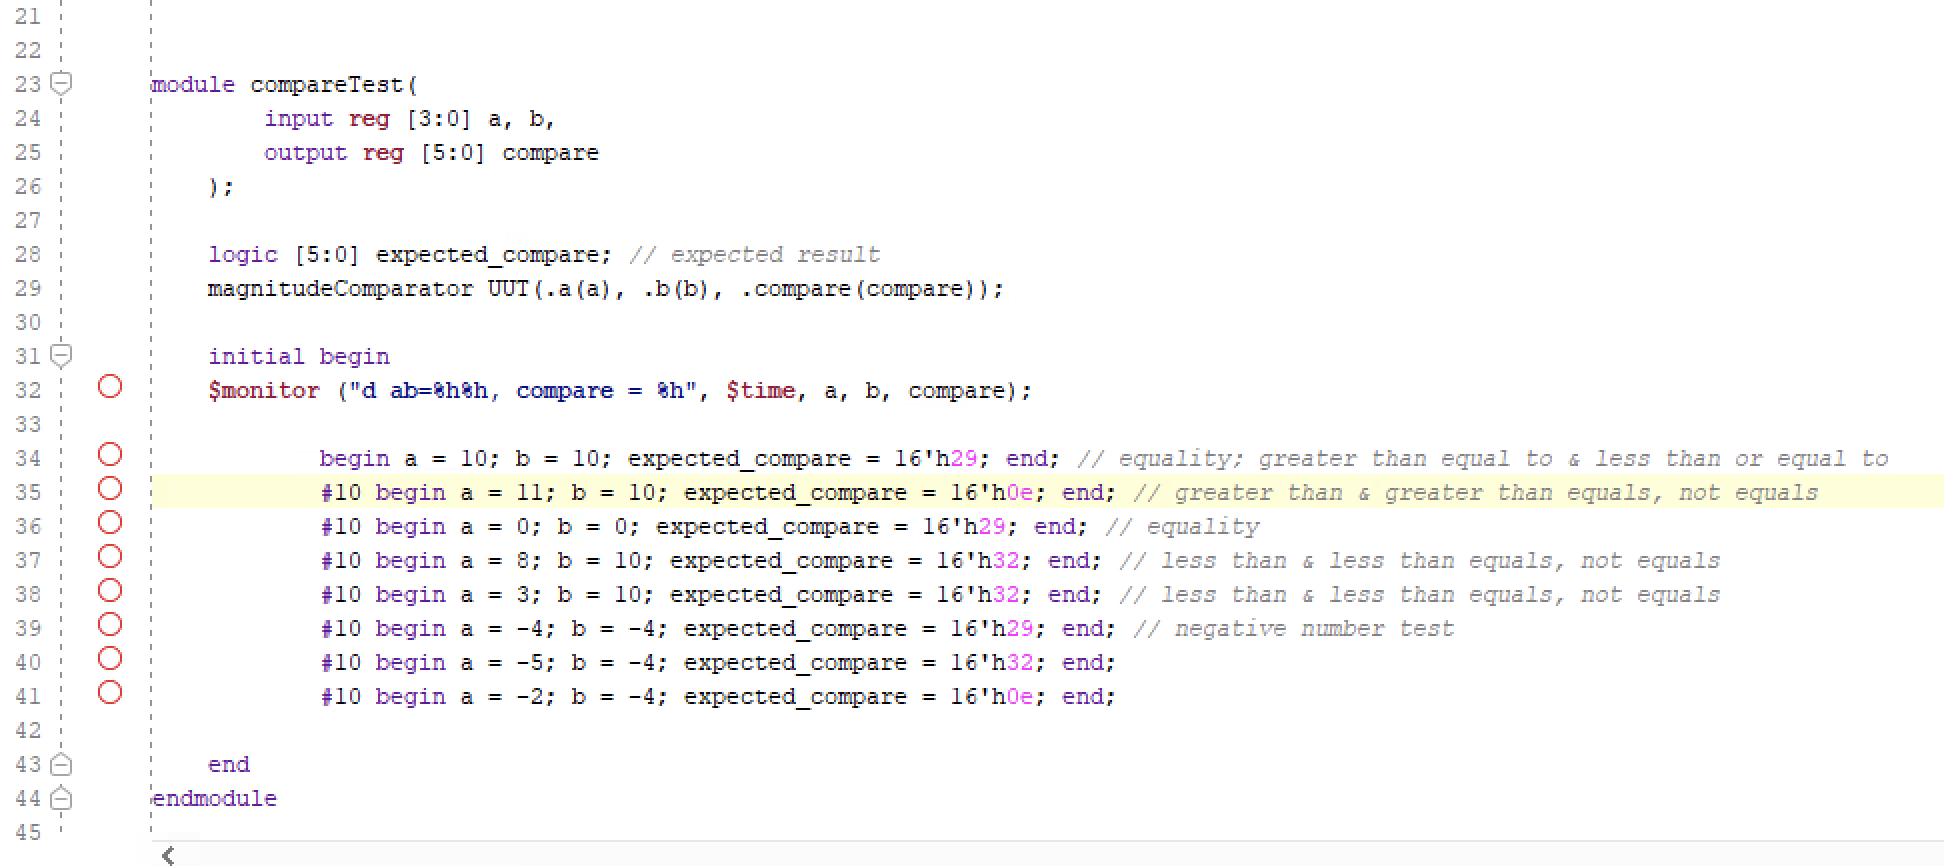 21
22
23 module compareTest(
24 input reg [3:0] a, b,
25 output reg [5:0] compare
26 );
27
28 logic [5:0] expected_compare; // expected result
29 magnitudeComparator UUT(.a(a), .b(b), .compare(compare));
30
31 initial begin
32 $monitor ("d ab=%h%h, compare = %h", $time, a, b, compare);
33
34 begin a = 10; b = 10; expected_compare = 16'h29; end; // equality; greater than equal to & less than or equal to
35 #10 begin a = 11; b = 10; expected_compare = 16'h0e; end; // greater than & greater than equals, not equals
36 #10 begin a = 0; b = 0; expected_compare = 16'h29; end; // equality
37 #10 begin a = 8; b = 10; expected_compare = 16'h32; end; // less than & less than equals, not equals
38 #10 begin a = 3; b = 10; expected_compare = 16'h32; end; // less than & less than equals, not equals
39 #10 begin a = -4; b = -4; expected_compare = 16'h29; end; // negative number test
40 #10 begin a = -5; b = -4; expected_compare = 16'h32; end;
41 #10 begin a = -2; b = -4; expected_compare = 16'h0e; end;
42
43 end
44 endmodule
45